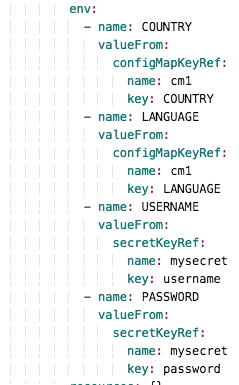 env:
- name: COUNTRY
valueFrom:
configMapKeyRef:
name: cm1
key: COUNTRY
- name: LANGUAGE
valueFrom:
configMapKeyRef:
name: cm1
key: LANGUAGE
- name: USERNAME
valueFrom:
secretKeyRef:
name: mysecret
key: username
- name: PASSWORD
valueFrom:
secretKeyRef:
name: mysecret
key: password
resources: {}